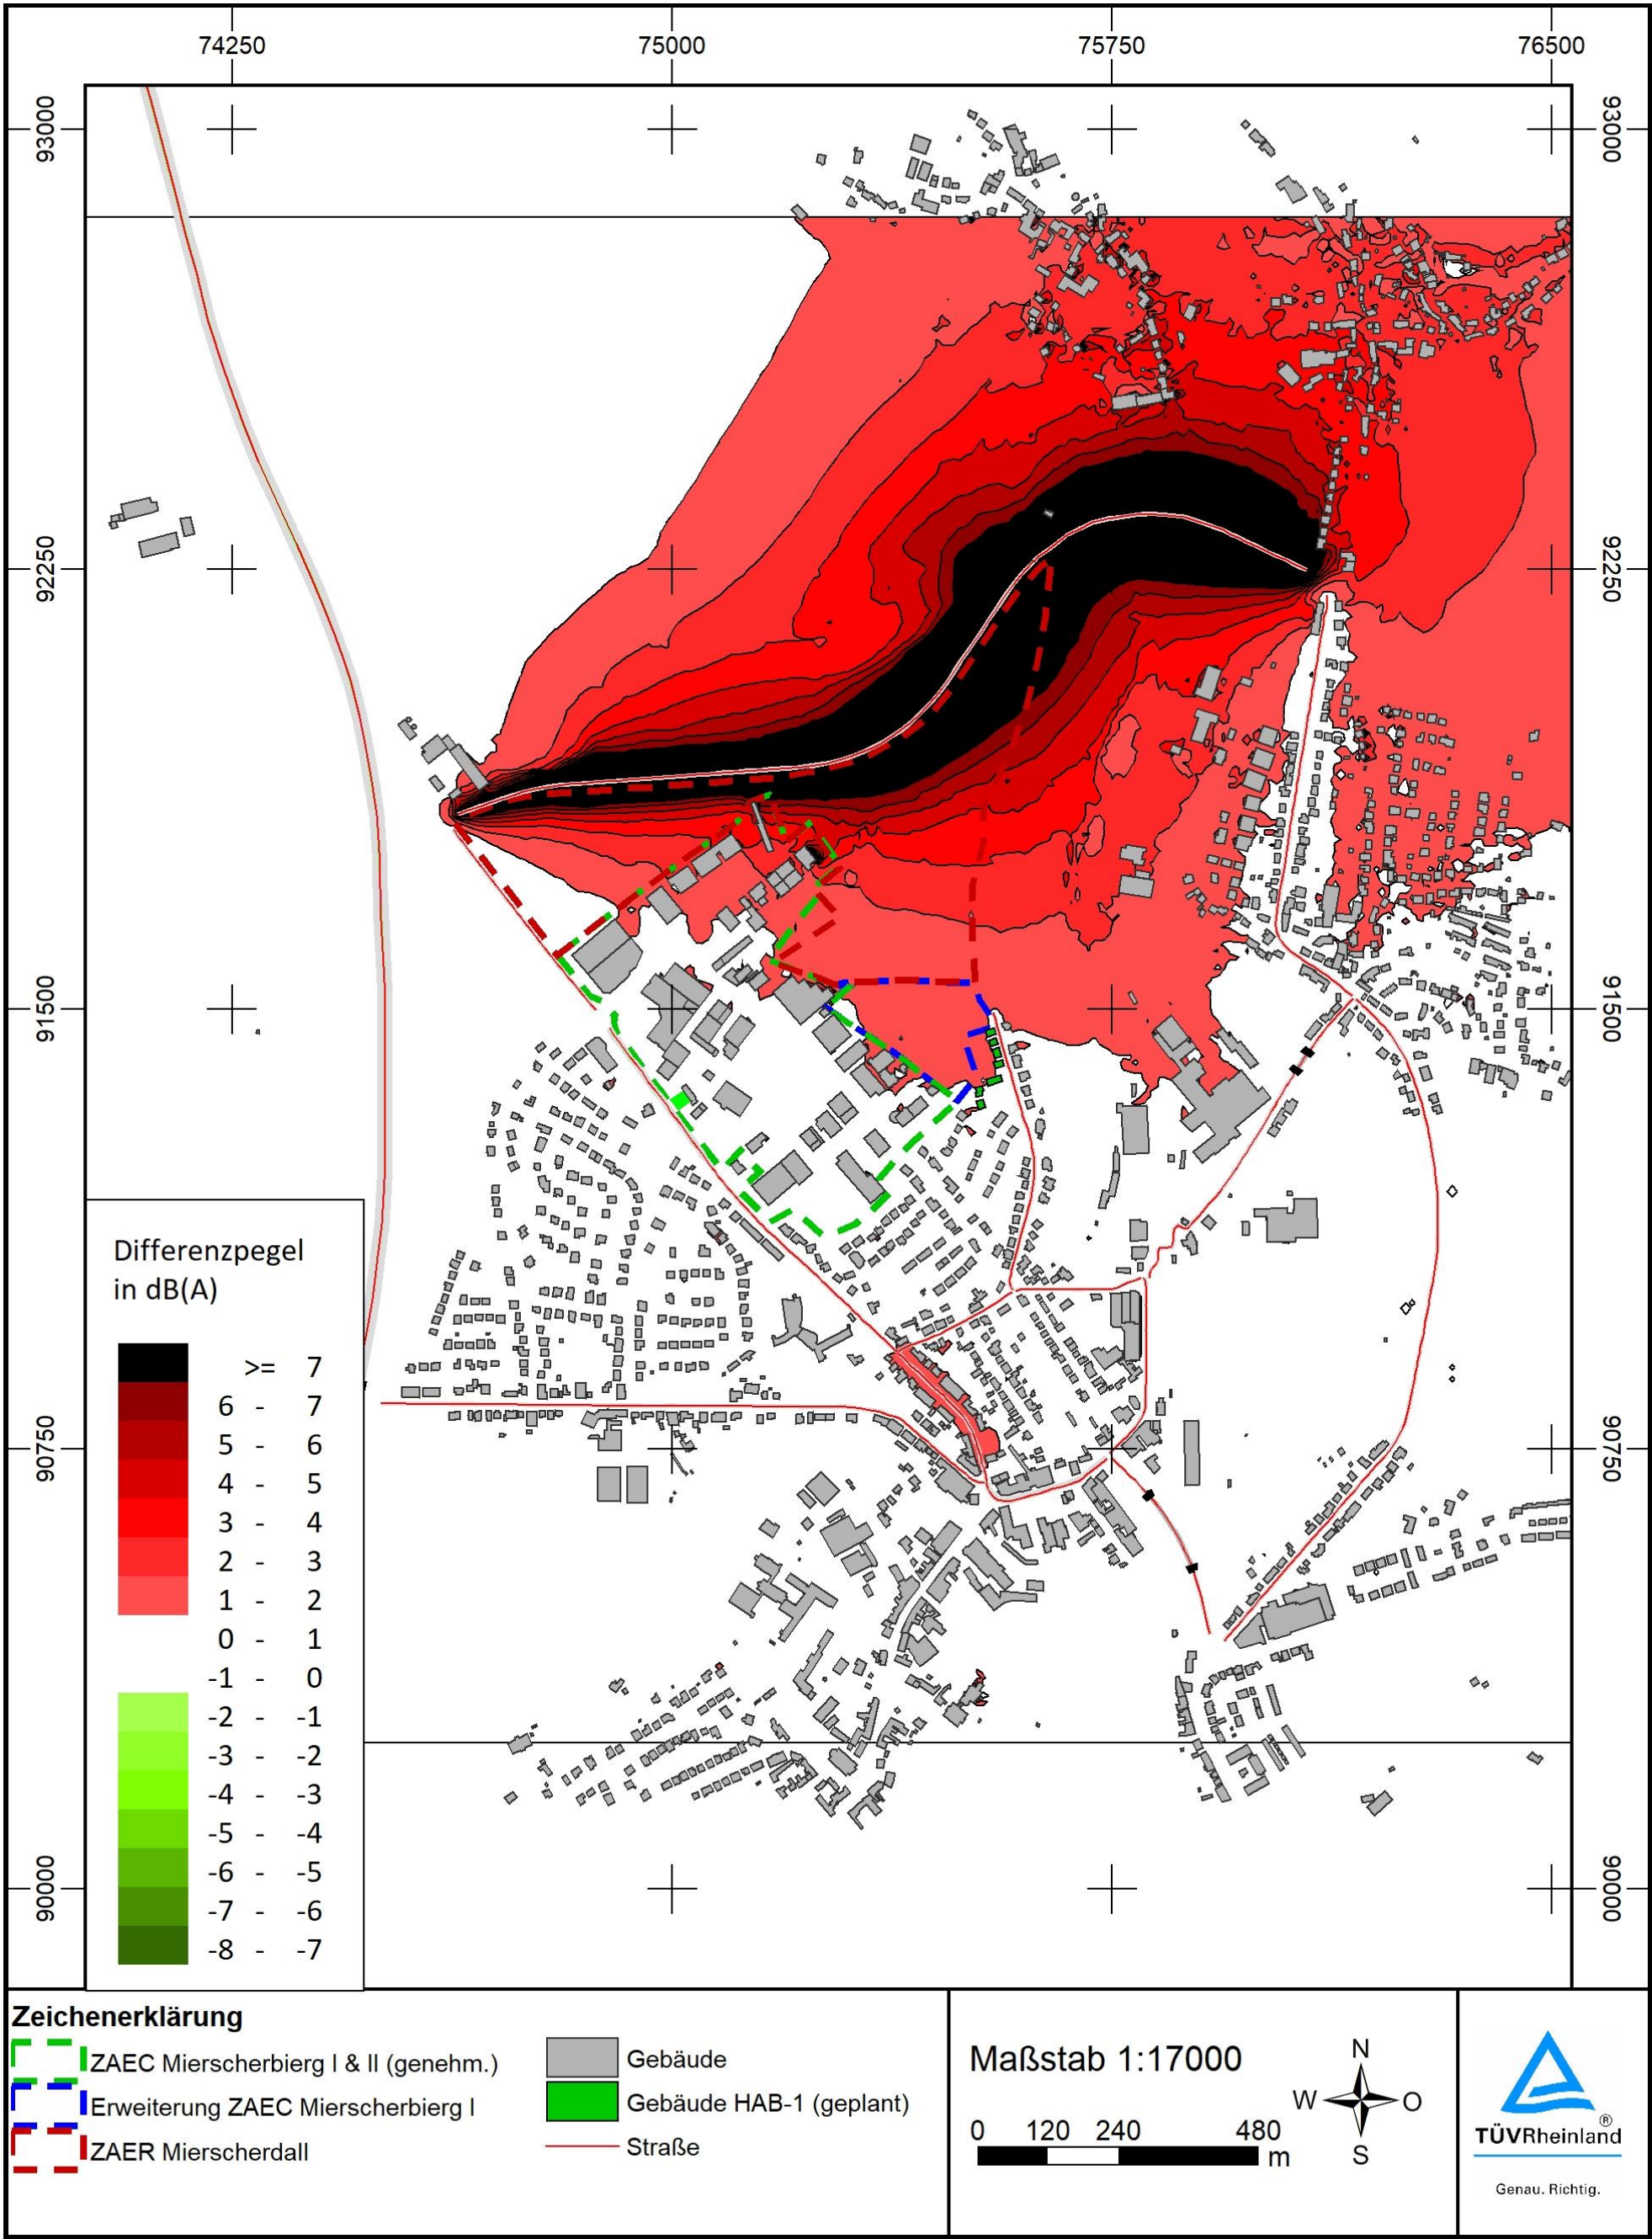 74250 75000 75750 76500
93000 93000
92250 92250
91500 91500
90750 90750
90000 90000
Differenzpegel
in dB(A)
>= 7
6 - 7
5 - 6
4 - 5
3 - 4
2 - 3
1 - 2
0 - 1
-1 - 0
-2 - -1
-3 - -2
-4 - -3
-5 - -4
-6 - -5
-7 - -6
-8 - -7
Zeichenerklärung
ZAEC Mierscherbierg I & II (genehm.)
Erweiterung ZAEC Mierscherbierg I
ZAER Mierscherdall
Gebäude
Gebäude HAB-1 (geplant)
Straße
Maßstab 1:17000
0 120 240 480
m
N
W O
S
TÜVRheinland ®
Genau. Richtig.